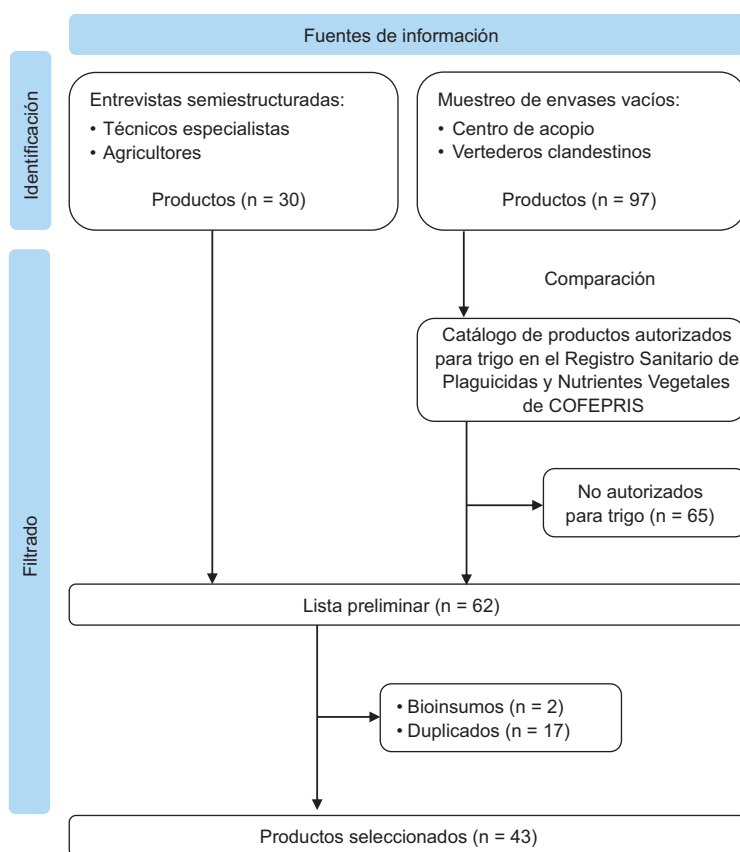 Fuentes de información
Identificación
Entrevistas semiestructuradas:
• Técnicos especialistas
• Agricultores
Productos (n = 30)
Muestreo de envases vacíos:
• Centro de acopio
• Vertederos clandestinos
Productos (n = 97)
Filtrado
Comparación
Catálogo de productos autorizados
para trigo en el Registro Sanitario de
Plaguicidas y Nutrientes Vegetales
de COFEPRIS
No autorizados
para trigo (n = 65)
Lista preliminar (n = 62)
• Bioinsumos (n = 2)
• Duplicados (n = 17)
Productos seleccionados (n = 43)